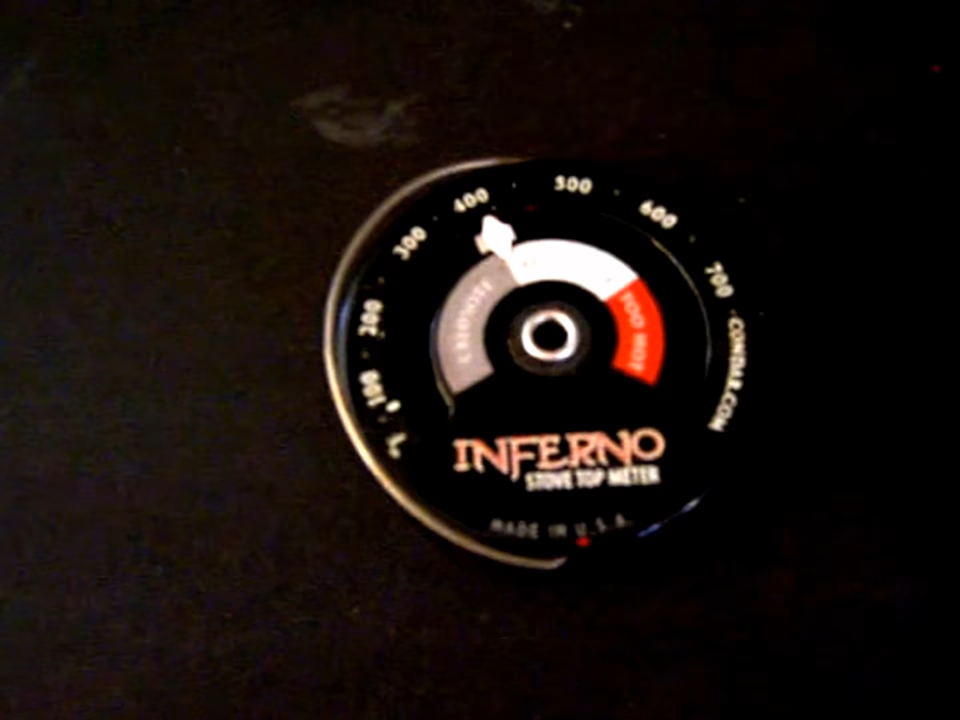 100 200 300 400 500 600 700
CONDAR.COM
CREOSOTE
TOO HOT
INFERNO
STOVE TOP METER
MADE IN U.S.A.